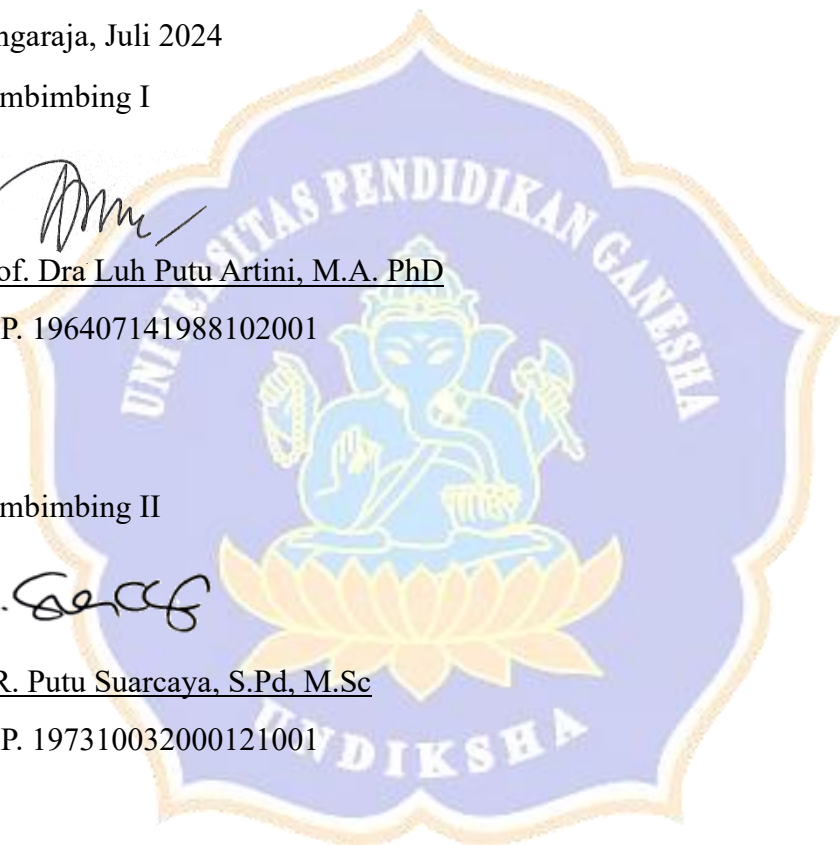 ngaraja, Juli 2024
mbimbing I
of. Dra Luh Putu Artini, M.A. PhD
P. 196407141988102001
mbimbing II
R. Putu Suarcaya, S.Pd, M.Sc
P. 197310032000121001
UNIVERSITAS PENDIDIKAN GANESHA
UNDIKSHA